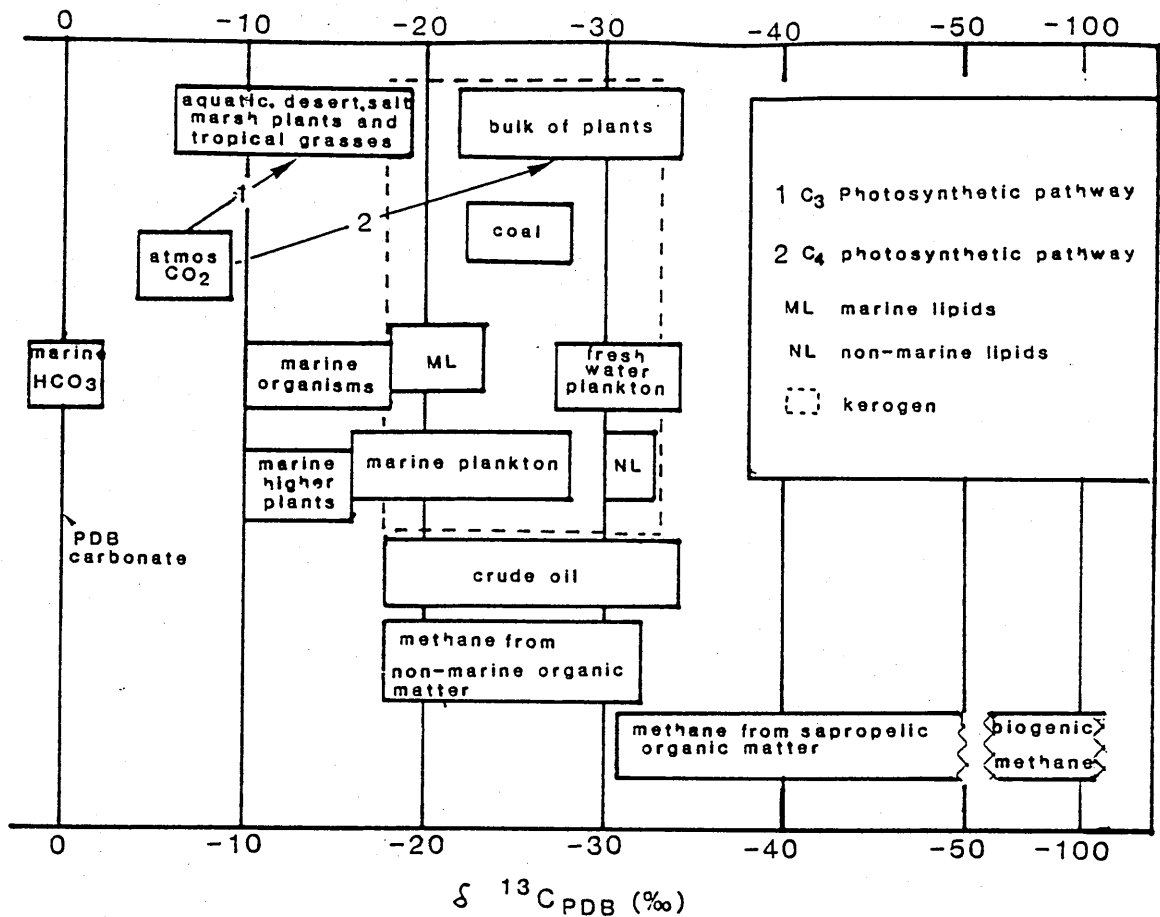 0 -10 -20 -30 -40 -50 -100
aquatic, desert, salt
marsh plants and
tropical grasses
bulk of plants
1
2
coal
atmos
CO2
marine
HCO3
marine
organisms
ML
fresh
water
plankton
marine
higher
plants
marine plankton
NL
PDB
carbonate
crude oil
methane from
non-marine organic
matter
methane from sapropelic
organic matter
biogenic
methane
1 C3 Photosynthetic pathway
2 C4 photosynthetic pathway
ML marine lipids
NL non-marine lipids
kerogen
0 -10 -20 -30 -40 -50 -100
δ 13CPDB (‰)